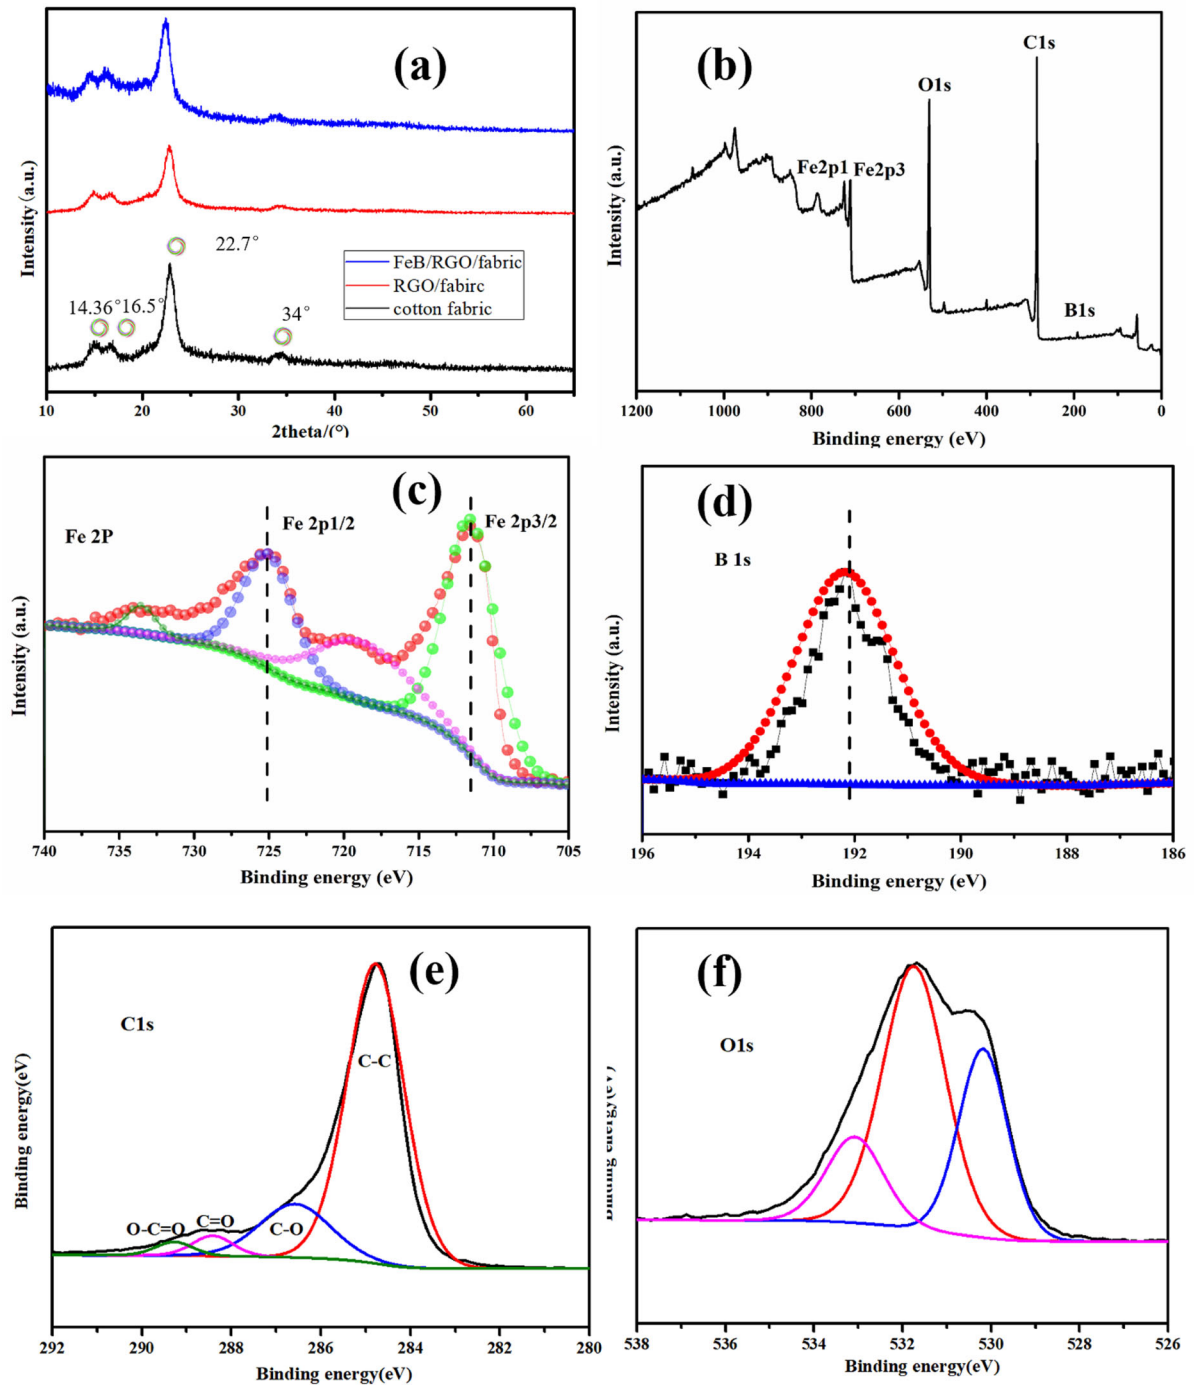 (a)
Intensity (a.u.)
22.7°
14.36°
16.5°
34°
FeB/RGO/fabric
RGO/fabirc
cotton fabric
10 20 30 40 50 60
2theta/(°)
(b)
C1s
O1s
Fe2p1
Fe2p3
B1s
Intensity (a.u.)
1200 1000 800 600 400 200 0
Binding energy (eV)
(c)
Fe 2P
Fe 2p1/2
Fe 2p3/2
Intensity (a.u.)
740 735 730 725 720 715 710 705
Binding energy (eV)
(d)
B 1s
Intensity (a.u.)
196 194 192 190 188 186
Binding energy (eV)
(e)
C1s
C-C
O-C=O
C=O
C-O
Binding energy(eV)
292 290 288 286 284 282 280
Binding energy(eV)
(f)
O1s
Binding energy(eV)
538 536 534 532 530 528 526
Binding energy(eV)